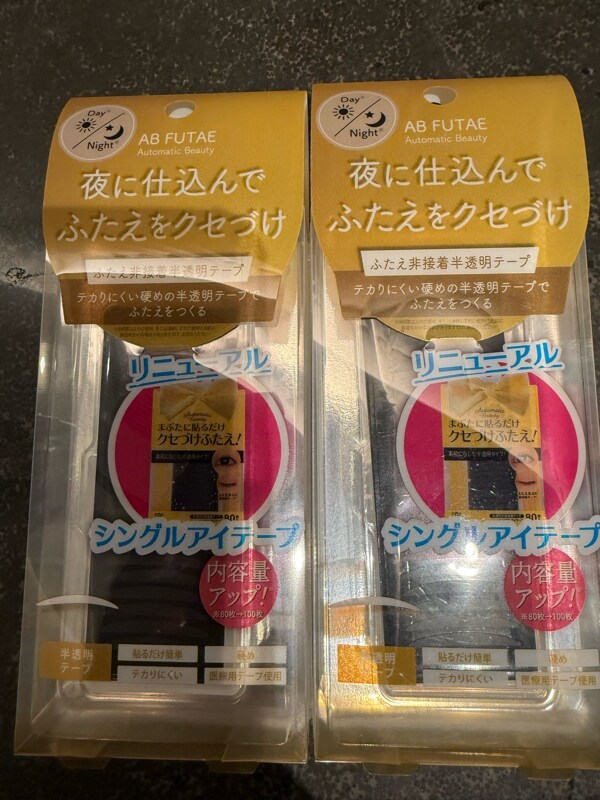 Day
Night
AB FUTAE
Automatic Beauty
夜に仕込んで
ふたえをクセづけ
ふたえ非接着半透明テープ
テカりにくい硬めの半透明テープで
ふたえをつくる
リニューアル
Automatic
Beauty
まぶたに貼るだけ
クセづけふたえ!
シングルアイテープ
内容量
アップ!
※80枚→100枚
半透明
テープ
貼るだけ簡単
硬め
テカりにくい
医療用テープ使用
Day
Night
AB FUTAE
Automatic Beauty
夜に仕込んで
ふたえをクセづけ
ふたえ非接着半透明テープ
テカりにくい硬めの半透明テープで
ふたえをつくる
リニューアル
Automatic
Beauty
まぶたに貼るだけ
クセづけふたえ!
シングルアイテープ
内容量
アップ!
※80枚→100枚
半透明
テープ
貼るだけ簡単
硬め
テカりにくい
医療用テープ使用